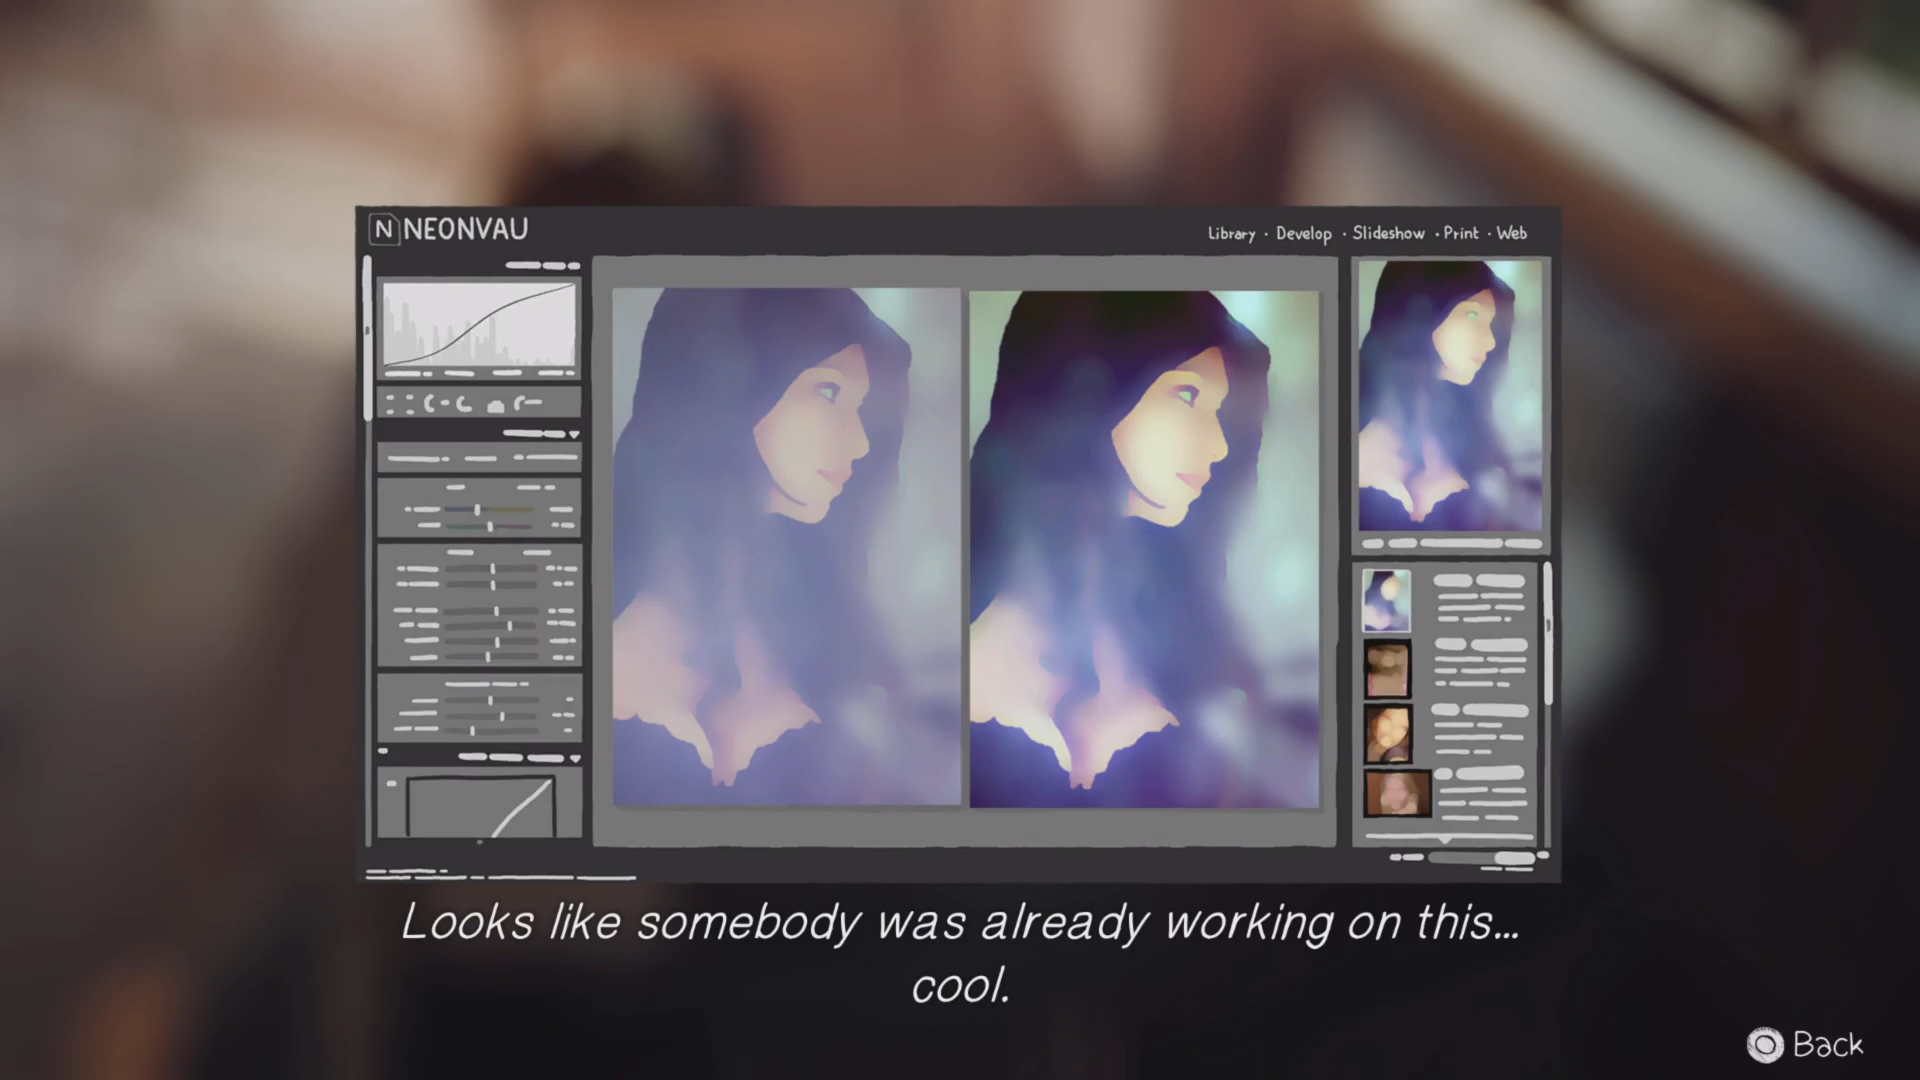 N NEONVAU
Library · Develop · Slideshow · Print · Web
Looks like somebody was already working on this...
cool.
Back